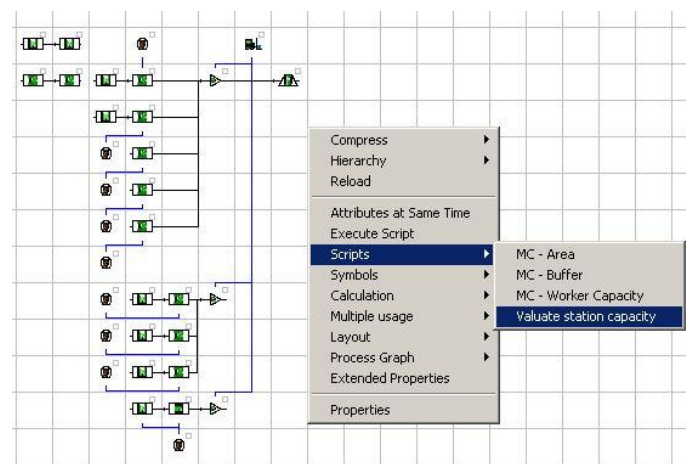 Compress
Hierarchy
Reload
Attributes at Same Time
Execute Script
Scripts
Symbols
Calculation
Multiple usage
Layout
Process Graph
Extended Properties
Properties
MC - Area
MC - Buffer
MC - Worker Capacity
Valuate station capacity